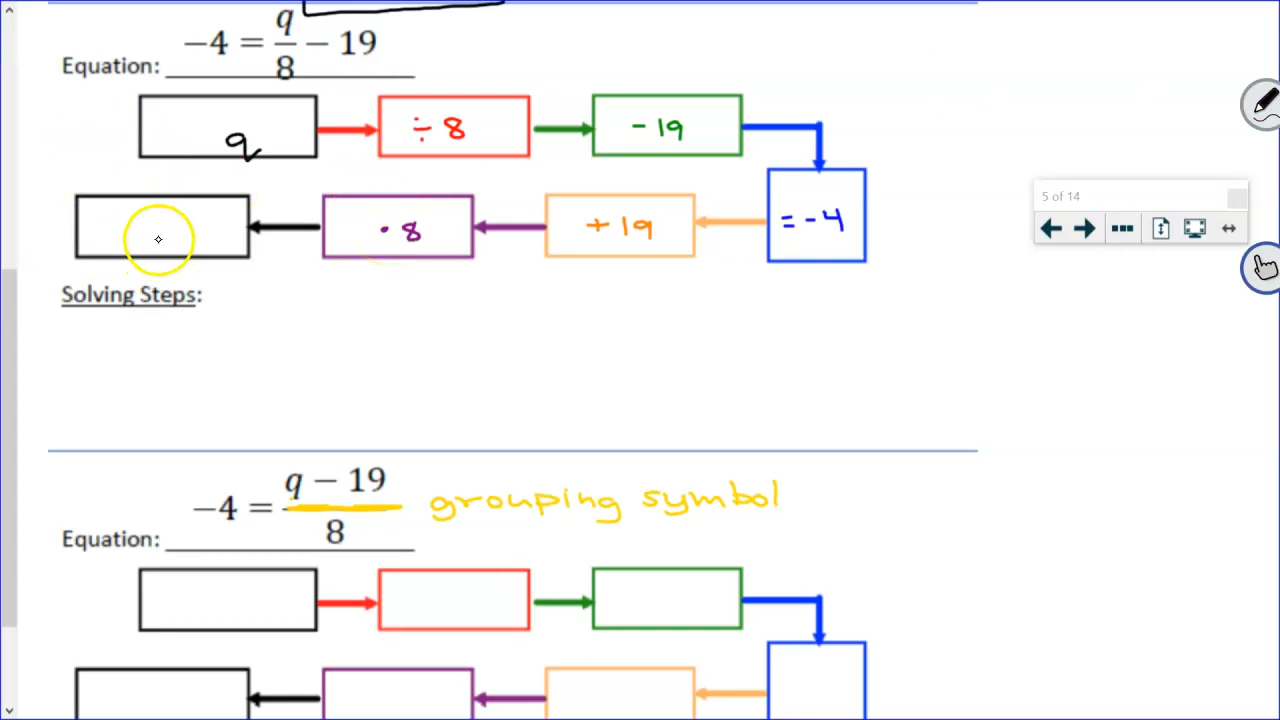 -4 = q/8 - 19
Equation:
q ÷ 8 - 19
5 of 14
· 8 + 19 = -4
Solving Steps:
-4 = (q - 19)/8 grouping symbol
Equation: